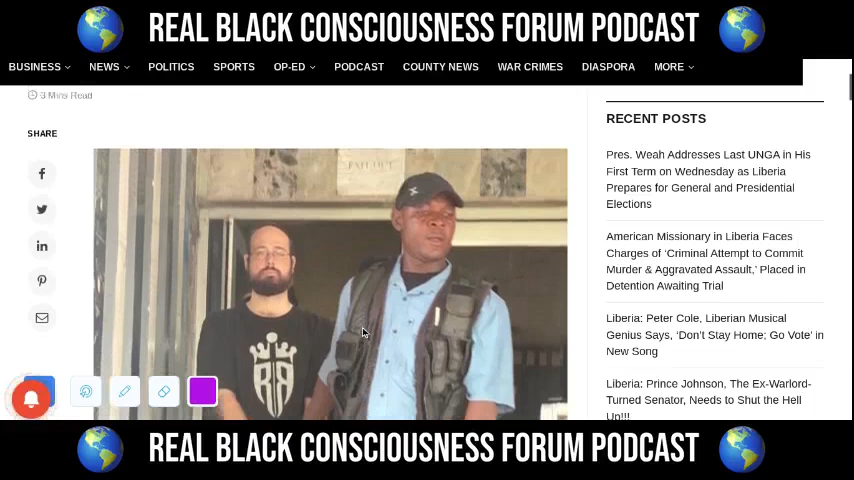 REAL BLACK CONSCIOUSNESS FORUM PODCAST
BUSINESS NEWS POLITICS SPORTS OP-ED PODCAST COUNTY NEWS WAR CRIMES DIASPORA MORE
3 Mins Read
SHARE
RECENT POSTS
Pres. Weah Addresses Last UNGA in His
First Term on Wednesday as Liberia
Prepares for General and Presidential
Elections
American Missionary in Liberia Faces
Charges of ‘Criminal Attempt to Commit
Murder & Aggravated Assault,’ Placed in
Detention Awaiting Trial
Liberia: Peter Cole, Liberian Musical
Genius Says, ‘Don’t Stay Home; Go Vote’ in
New Song
Liberia: Prince Johnson, The Ex-Warlord-
Turned Senator, Needs to Shut the Hell
Up!!!
REAL BLACK CONSCIOUSNESS FORUM PODCAST